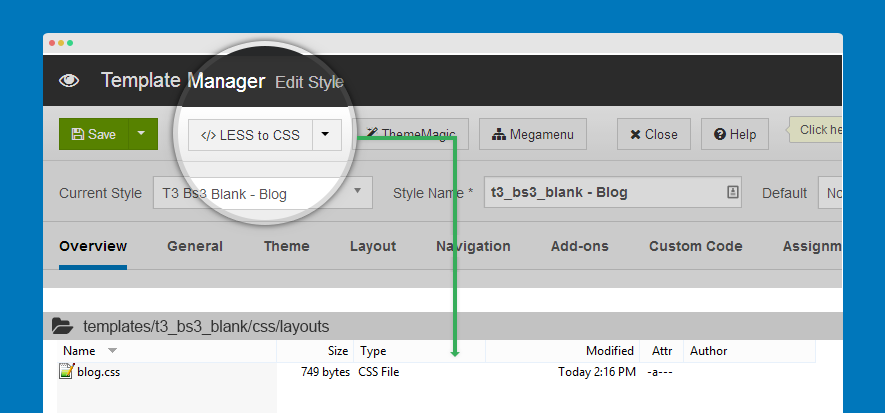 Template Manager Edit Style
Save </> LESS to CSS ThemeMagic Megamenu Close Help Click he
Current Style T3 Bs3 Blank - Blog Style Name * t3_bs3_blank - Blog Default No
Overview General Theme Layout Navigation Add-ons Custom Code Assignm
templates/t3_bs3_blank/css/layouts
Name Size Type Modified Attr Author
blog.css 749 bytes CSS File Today 2:16 PM -a---